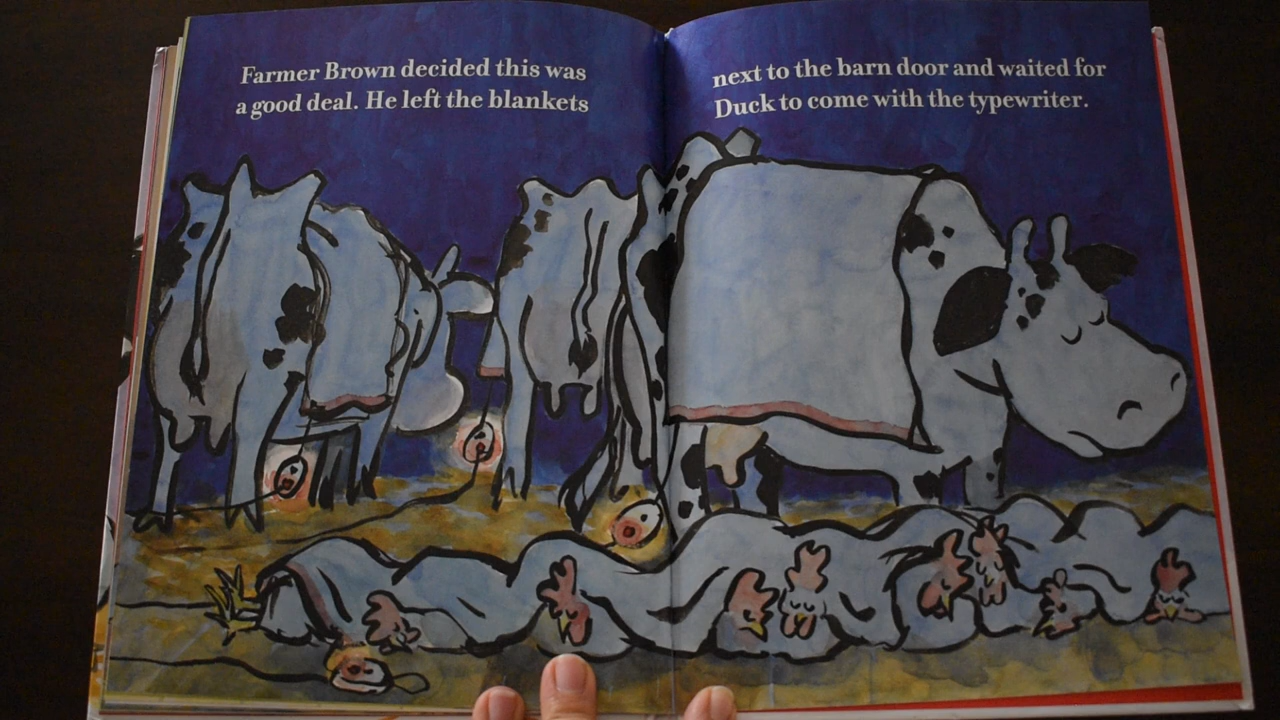 Farmer Brown decided this was
a good deal. He left the blankets
next to the barn door and waited for
Duck to come with the typewriter.